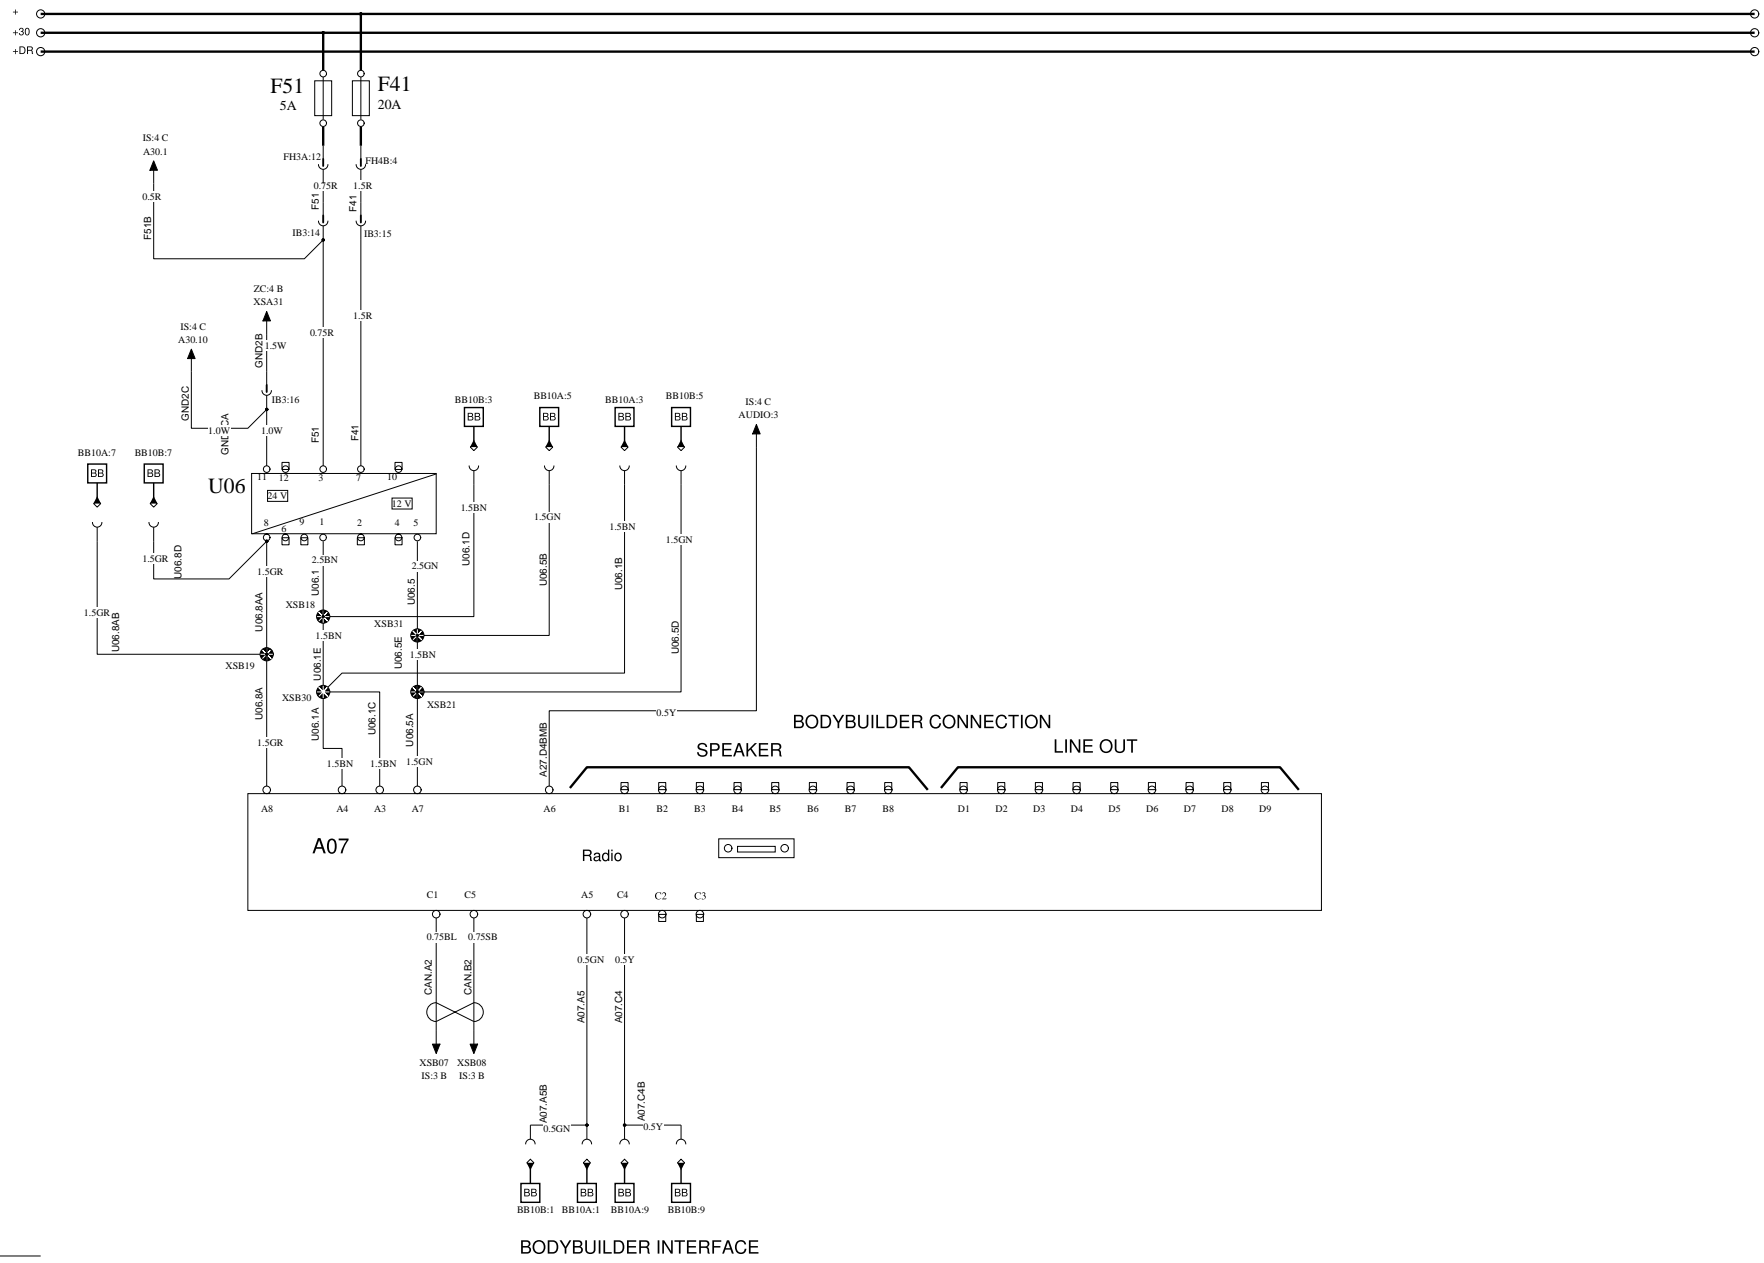 +
+30
+DR
F51
5A
F41
20A
IS:4 C
A30.1
FH3A:12
FH4B:4
0.75R
1.5R
0.5R
F51
F41
F51B
IB3:14
IB3:15
ZC:4 B
XSA31
1.5R
IS:4 C
A30.10
0.75R
GND2B
1.5W
GND2C
IB3:16
BB10B:3
BB10A:5
BB10A:3
BB10B:5
IS:4 C
AUDIO:3
BB
BB
BB
BB
1.0W
1.0W
F51
F41
BB10A:7
BB10B:7
BB
BB
11
12
3
7
10
U06
24 V
12 V
8
6
9
1
2
4
5
1.5BN
1.5GN
1.5BN
1.5GN
U06.1D
U06.5B
U06.1B
1.5GR
U06.8D
1.5GR
2.5BN
2.5GN
U06.1
U06.5
1.5GR
U06.8AB
U06.8AA
XSB18
XSB31
1.5BN
U06.5D
XSB19
U06.1E
U06.5E
1.5BN
U06.8A
XSB30
XSB21
U06.1A
U06.1C
U06.5A
0.5Y
A27.D4BMB
1.5GR
1.5BN
1.5BN
1.5GN
BODYBUILDER CONNECTION
SPEAKER
LINE OUT
A8
A4
A3
A7
A6
B1
B2
B3
B4
B5
B6
B7
B8
D1
D2
D3
D4
D5
D6
D7
D8
D9
A07
Radio
C1
C5
A5
C4
C2
C3
0.75BL
0.75SB
0.5GN
0.5Y
CAN.A2
CAN.B2
A07.A5
A07.C4
XSB07
IS:3 B
XSB08
IS:3 B
A07.A5B
A07.C4B
0.5GN
0.5Y
BB
BB
BB
BB
BB10B:1
BB10A:1
BB10A:9
BB10B:9
BODYBUILDER INTERFACE